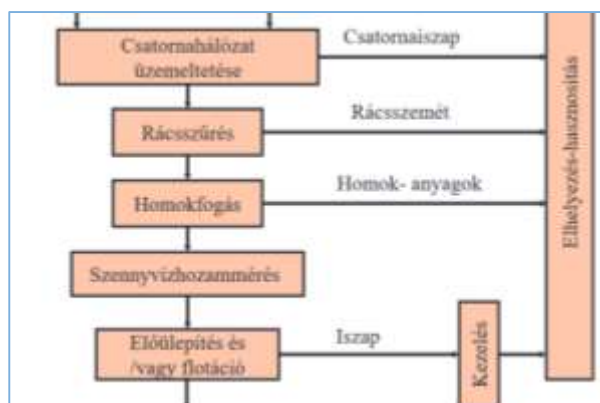 Csatornahálózat
üzemeltetése
Csatornaiszap
Rácsszűrés
Rácsszemét
Homokfogás
Homok- anyagok
Szennyvízhozammérés
Előülepítés és
/vagy flotáció
Iszap
Kezelés
Elhelyezés-hasznosítás